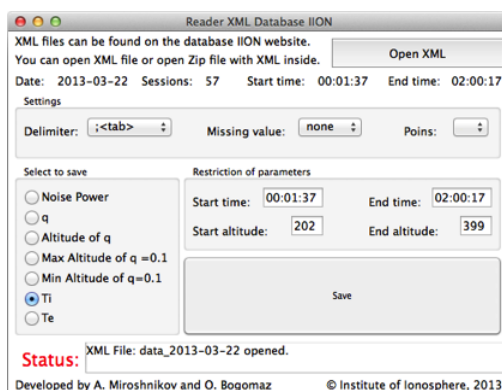 Reader XML Database IION
XML files can be found on the database IION website.
You can open XML file or open Zip file with XML inside.
Open XML
Date: 2013-03-22 Sessions: 57 Start time: 00:01:37 End time: 02:00:17
Settings
Delimiter: ;<tab> Missing value: none Poins:
Select to save
Noise Power
q
Altitude of q
Max Altitude of q =0.1
Min Altitude of q=0.1
Ti
Te
Restriction of parameters
Start time: 00:01:37 End time: 02:00:17
Start altitude: 202 End altitude: 399
Save
Status: XML File: data_2013-03-22 opened.
Developed by A. Miroshnikov and O. Bogomaz © Institute of Ionosphere, 2013